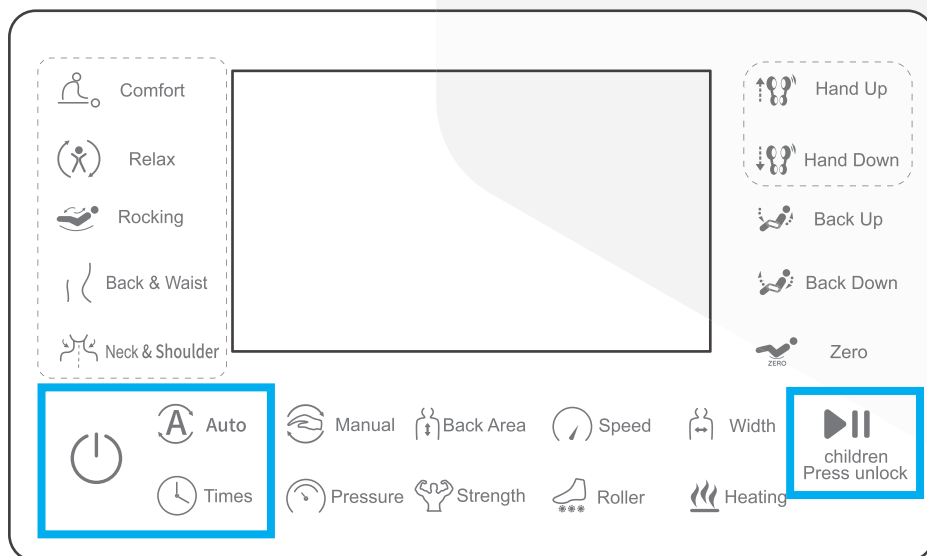 Comfort
Relax
Rocking
Back & Waist
Neck & Shoulder
Hand Up
Hand Down
Back Up
Back Down
ZERO
Zero
A Auto
Manual
Back Area
Speed
Width
children
Press unlock
Times
Pressure
Strength
Roller
Heating